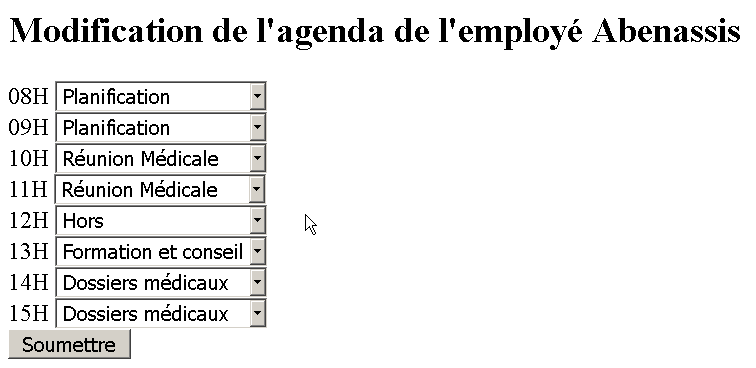 Modification de l'agenda de l'employé Abenassis
08H Planification
09H Planification
10H Réunion Médicale
11H Réunion Médicale
12H Hors
13H Formation et conseil
14H Dossiers médicaux
15H Dossiers médicaux
Soumettre